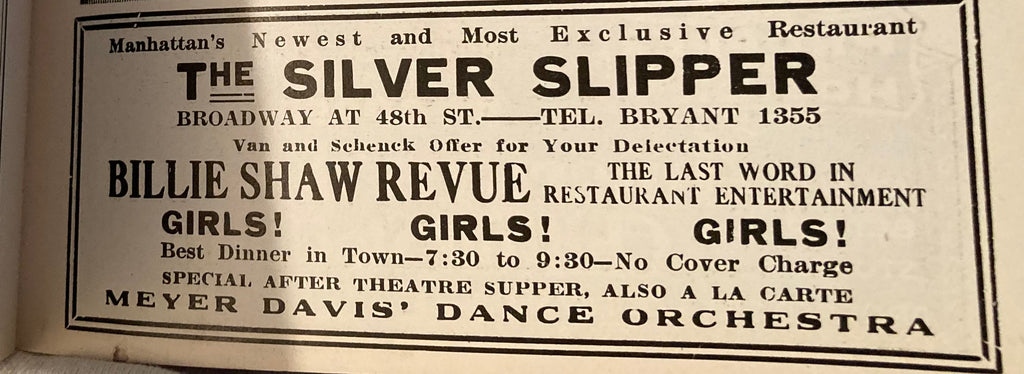 Manhattan's Newest and Most Exclusive Restaurant
THE SILVER SLIPPER
BROADWAY AT 48th ST.——TEL. BRYANT 1355
Van and Schenck Offer for Your Delectation
BILLIE SHAW REVUE THE LAST WORD IN
RESTAURANT ENTERTAINMENT
GIRLS! GIRLS! GIRLS!
Best Dinner in Town—7:30 to 9:30—No Cover Charge
SPECIAL AFTER THEATRE SUPPER, ALSO A LA CARTE
MEYER DAVIS' DANCE ORCHESTRA